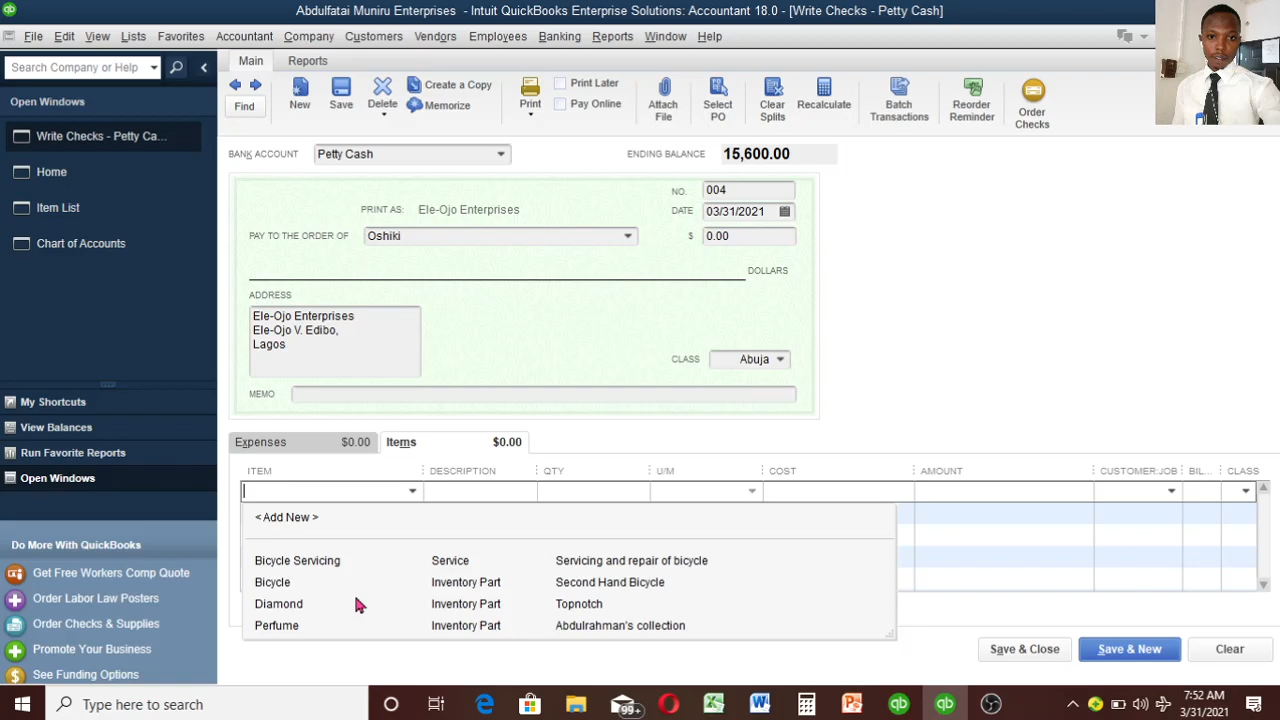 Abdulfatai Muniru Enterprises - Intuit QuickBooks Enterprise Solutions: Accountant 18.0 - [Write Checks - Petty Cash]
File Edit View Lists Favorites Accountant Company Customers Vendors Employees Banking Reports Window Help
Search Company or Help
Open Windows
Write Checks - Petty Ca...
Home
Item List
Chart of Accounts
My Shortcuts
View Balances
Run Favorite Reports
Open Windows
Do More With QuickBooks
Get Free Workers Comp Quote
Order Labor Law Posters
Order Checks & Supplies
Promote Your Business
See Funding Options
Main Reports
Find
New
Save
Delete
Create a Copy
Memorize
Print
Print Later
Pay Online
Attach File
Select PO
Clear Splits
Recalculate
Batch Transactions
Reorder Reminder
Order Checks
BANK ACCOUNT Petty Cash ENDING BALANCE 15,600.00
NO. 004
PRINT AS: Ele-Ojo Enterprises DATE 03/31/2021
PAY TO THE ORDER OF Oshiki $ 0.00
DOLLARS
ADDRESS
Ele-Ojo Enterprises
Ele-Ojo V. Edibo,
Lagos
CLASS Abuja
MEMO
Expenses $0.00 Items $0.00
ITEM DESCRIPTION QTY U/M COST AMOUNT CUSTOMER:JOB BIL... CLASS
< Add New >
Bicycle Servicing Service Servicing and repair of bicycle
Bicycle Inventory Part Second Hand Bicycle
Diamond Inventory Part Topnotch
Perfume Inventory Part Abdulrahman's collection
Save & Close Save & New Clear
Type here to search
99+
7:52 AM
3/31/2021